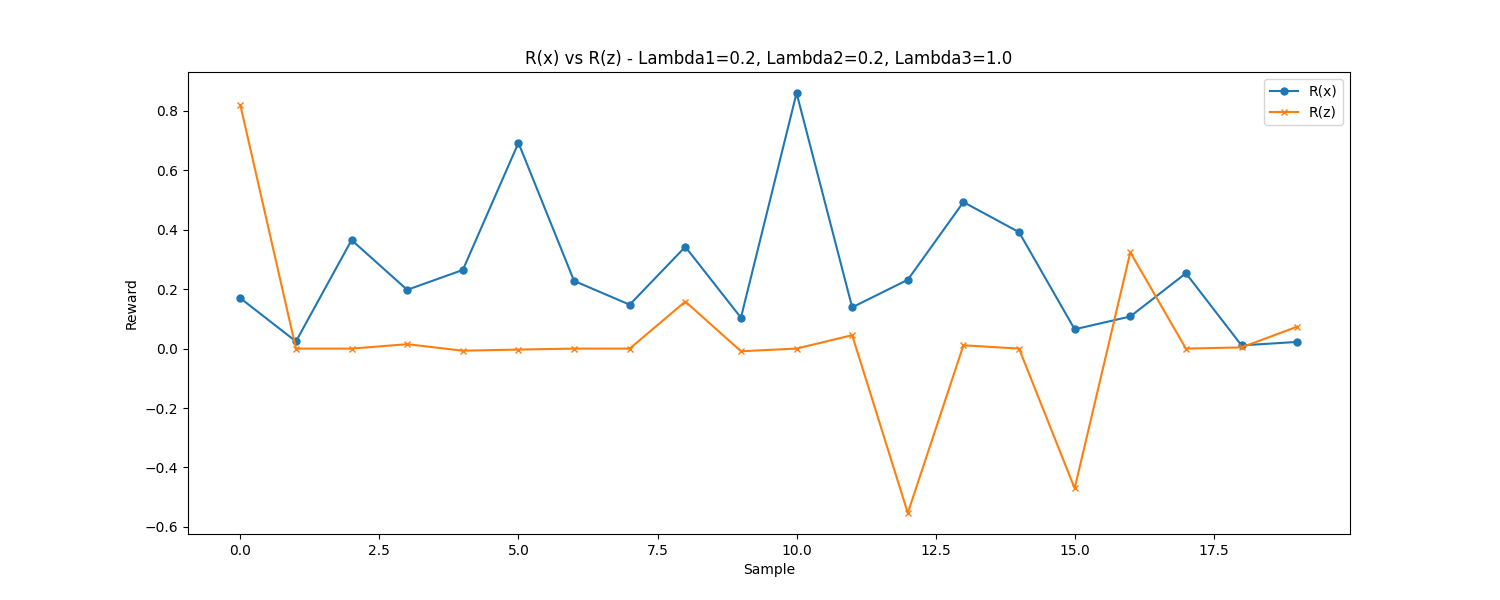 R(x) vs R(z) - Lambda1=0.2, Lambda2=0.2, Lambda3=1.0
R(x)
R(z)
Reward
0.8
0.6
0.4
0.2
0.0
−0.2
−0.4
−0.6
0.0 2.5 5.0 7.5 10.0 12.5 15.0 17.5
Sample